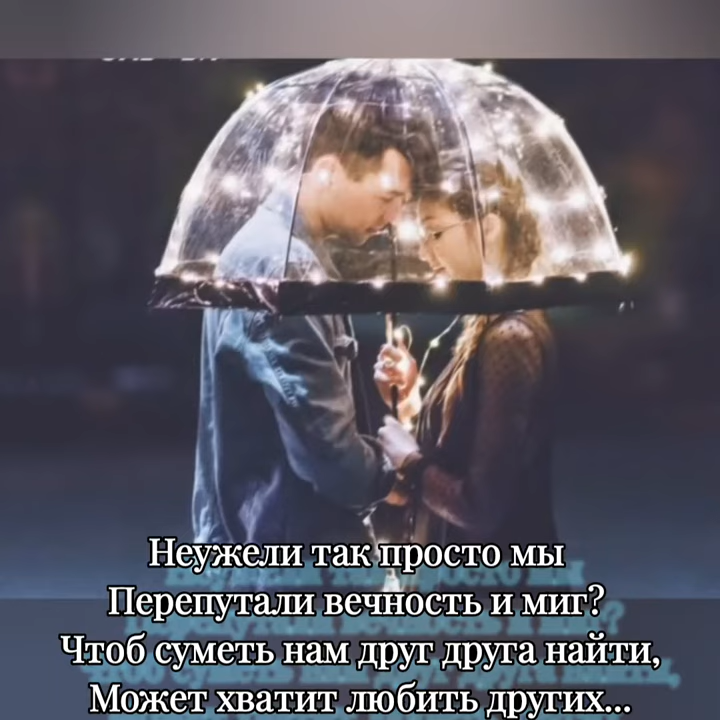 Неужели так просто мы
Перепутали вечность и миг?
Чтоб суметь нам друг друга найти,
Может хватит любить других...